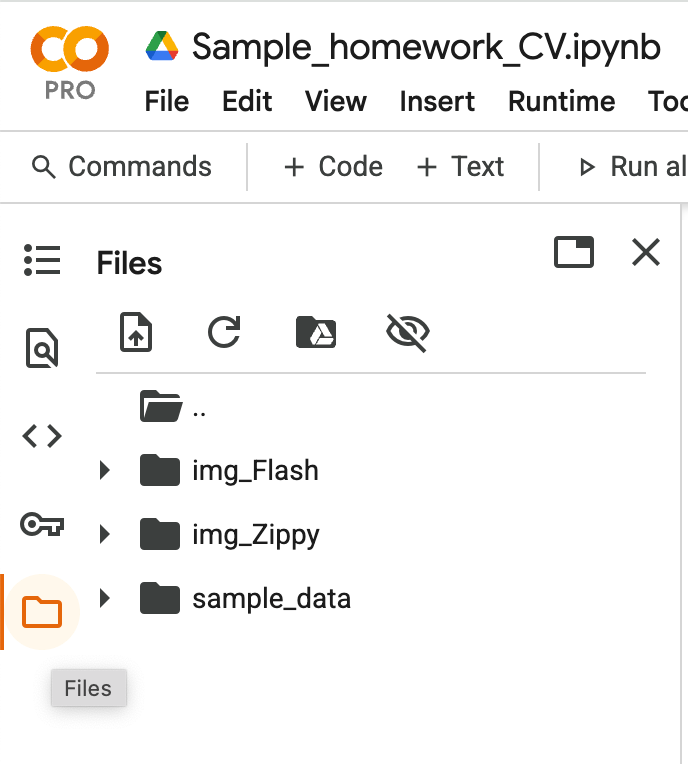 Sample_homework_CV.ipynb
CO
PRO
File Edit View Insert Runtime Too
Commands + Code + Text Run al
Files
..
img_Flash
img_Zippy
sample_data
Files